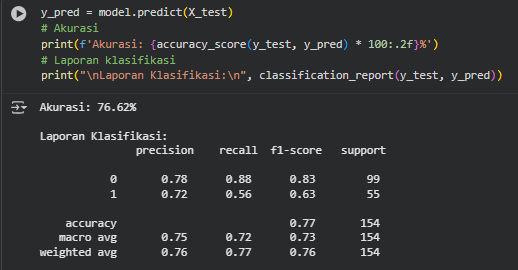 y_pred = model.predict(X_test)
# Akurasi
print(f'Akurasi: {accuracy_score(y_test, y_pred) * 100:.2f}%')
# Laporan klasifikasi
print("\nLaporan Klasifikasi:\n", classification_report(y_test, y_pred))
Akurasi: 76.62%
Laporan Klasifikasi:
precision recall f1-score support
0 0.78 0.88 0.83 99
1 0.72 0.56 0.63 55
accuracy 0.77 154
macro avg 0.75 0.72 0.73 154
weighted avg 0.76 0.77 0.76 154